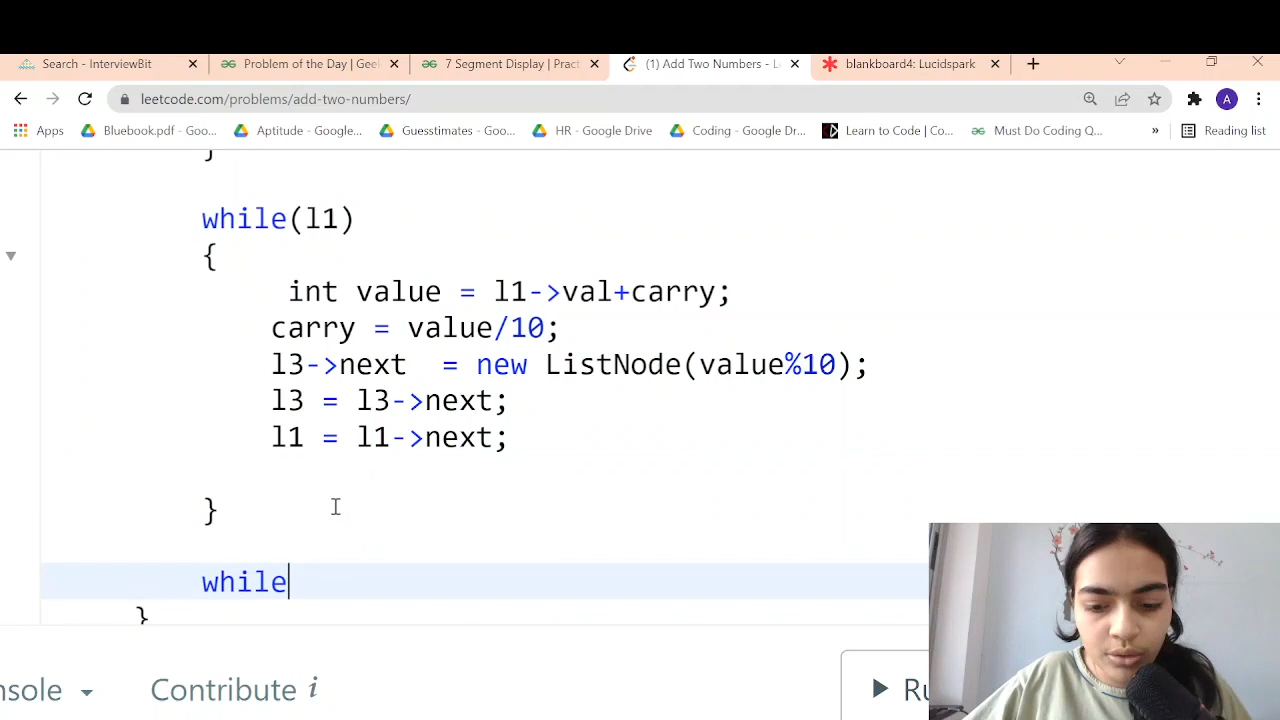 Search - InterviewBit
Problem of the Day | Geek
7 Segment Display | Pract
(1) Add Two Numbers - L
blankboard4: Lucidspark
leetcode.com/problems/add-two-numbers/
A
Apps
Bluebook.pdf - Goo...
Aptitude - Google...
Guesstimates - Goo...
HR - Google Drive
Coding - Google Dr...
Learn to Code | Co...
Must Do Coding Q...
»
Reading list
}
while(l1)
{
int value = l1->val+carry;
carry = value/10;
l3->next = new ListNode(value%10);
l3 = l3->next;
l1 = l1->next;
}
while
}
nsole
Contribute i
Ru